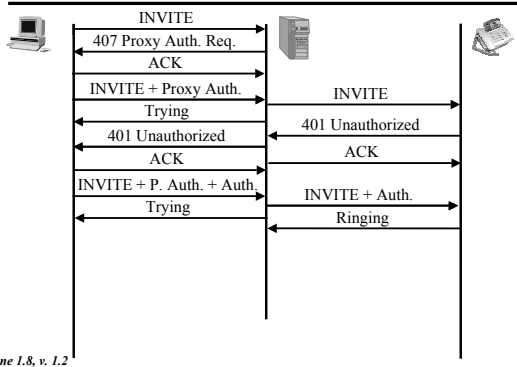 INVITE
407 Proxy Auth. Req.
ACK
INVITE + Proxy Auth.
INVITE
Trying
401 Unauthorized
401 Unauthorized
ACK
ACK
INVITE + P. Auth. + Auth.
INVITE + Auth.
Trying
Ringing
ne 1.8, v. 1.2